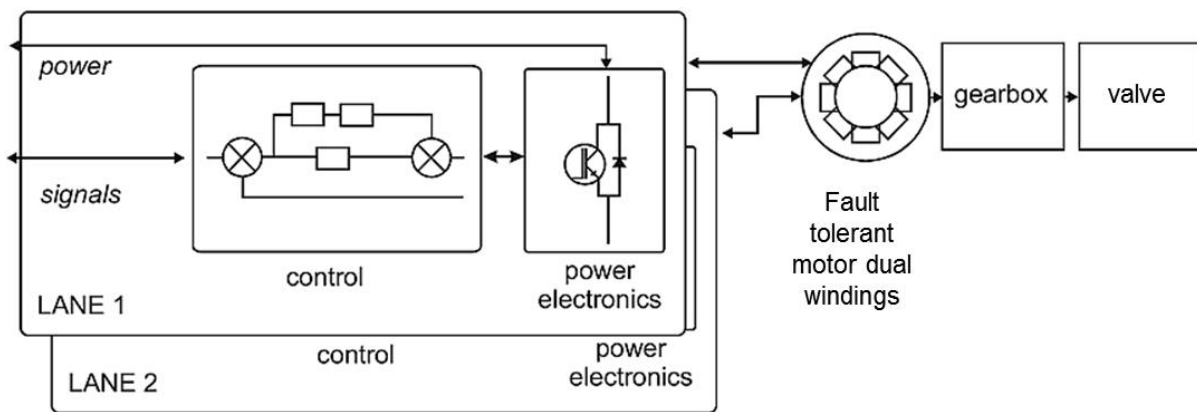 power
signals
control
power
electronics
LANE 1
control
power
electronics
LANE 2
Fault
tolerant
motor dual
windings
gearbox
valve